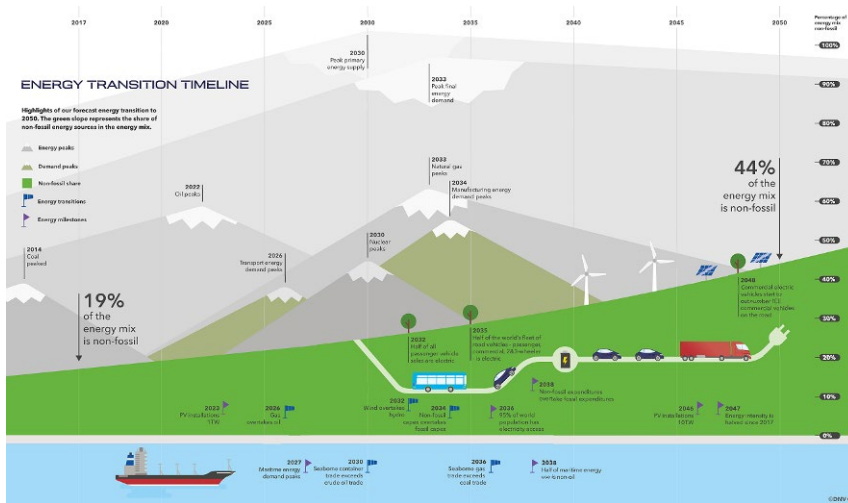 2017 2020 2025 2030 2035 2040 2045 2050
Percentage of
energy mix
non-fossil
100%
90%
80%
70%
60%
50%
40%
30%
20%
10%
0%
ENERGY TRANSITION TIMELINE
Highlights of our forecast energy transition to
2050. The green slope represents the share of
non-fossil energy sources in the energy mix.
Energy peaks
Demand peaks
Non-fossil share
Energy transitions
Energy milestones
2030
Peak primary
energy supply
2033
Peak final
energy
demand
2022
Oil peaks
2033
Natural gas
peaks
2034
Manufacturing energy
demand peaks
2014
Coal
peaked
2026
Transport energy
demand peaks
2030
Nuclear
peaks
19%
of the
energy mix
is non-fossil
44%
of the
energy mix
is non-fossil
2032
Half of all
passenger vehicle
sales are electric
2035
Half of the world's fleet of
road vehicles - passenger,
commercial, 2&3-wheelers
- is electric
2048
Commercial electric
vehicles start to
outnumber ICE
commercial vehicles
on the road
2038
Non-fossil expenditures
overtake fossil expenditures
2023
PV installations
1TW
2026
Gas
overtakes oil
2032
Wind overtakes
hydro
2034
Non-fossil
capex overtakes
fossil capex
2036
95% of world
population has
electricity access
2046
PV installations
10TW
2047
Energy intensity is
halved since 2017
2027
Maritime energy
demand peaks
2030
Seaborne container
trade exceeds
crude oil trade
2036
Seaborne gas
trade exceeds
coal trade
2038
Half of maritime energy
use is non-oil
©DNV